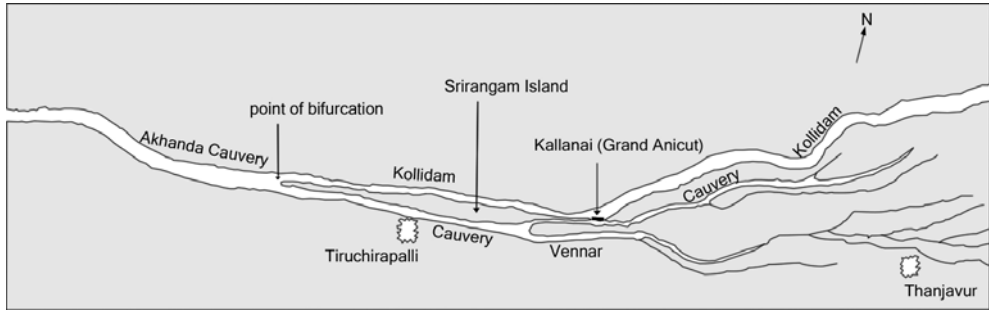 N
Srirangam Island
point of bifurcation
Kallanai (Grand Anicut)
Akhanda Cauvery
Kollidam
Kollidam
Cauvery
Cauvery
Tiruchirapalli
Vennar
Thanjavur